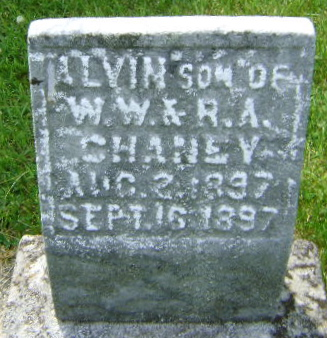 ALVIN SON OF
W.W. & R.A.
CHANEY
AUG. 2, 1897
SEPT. 16 1897